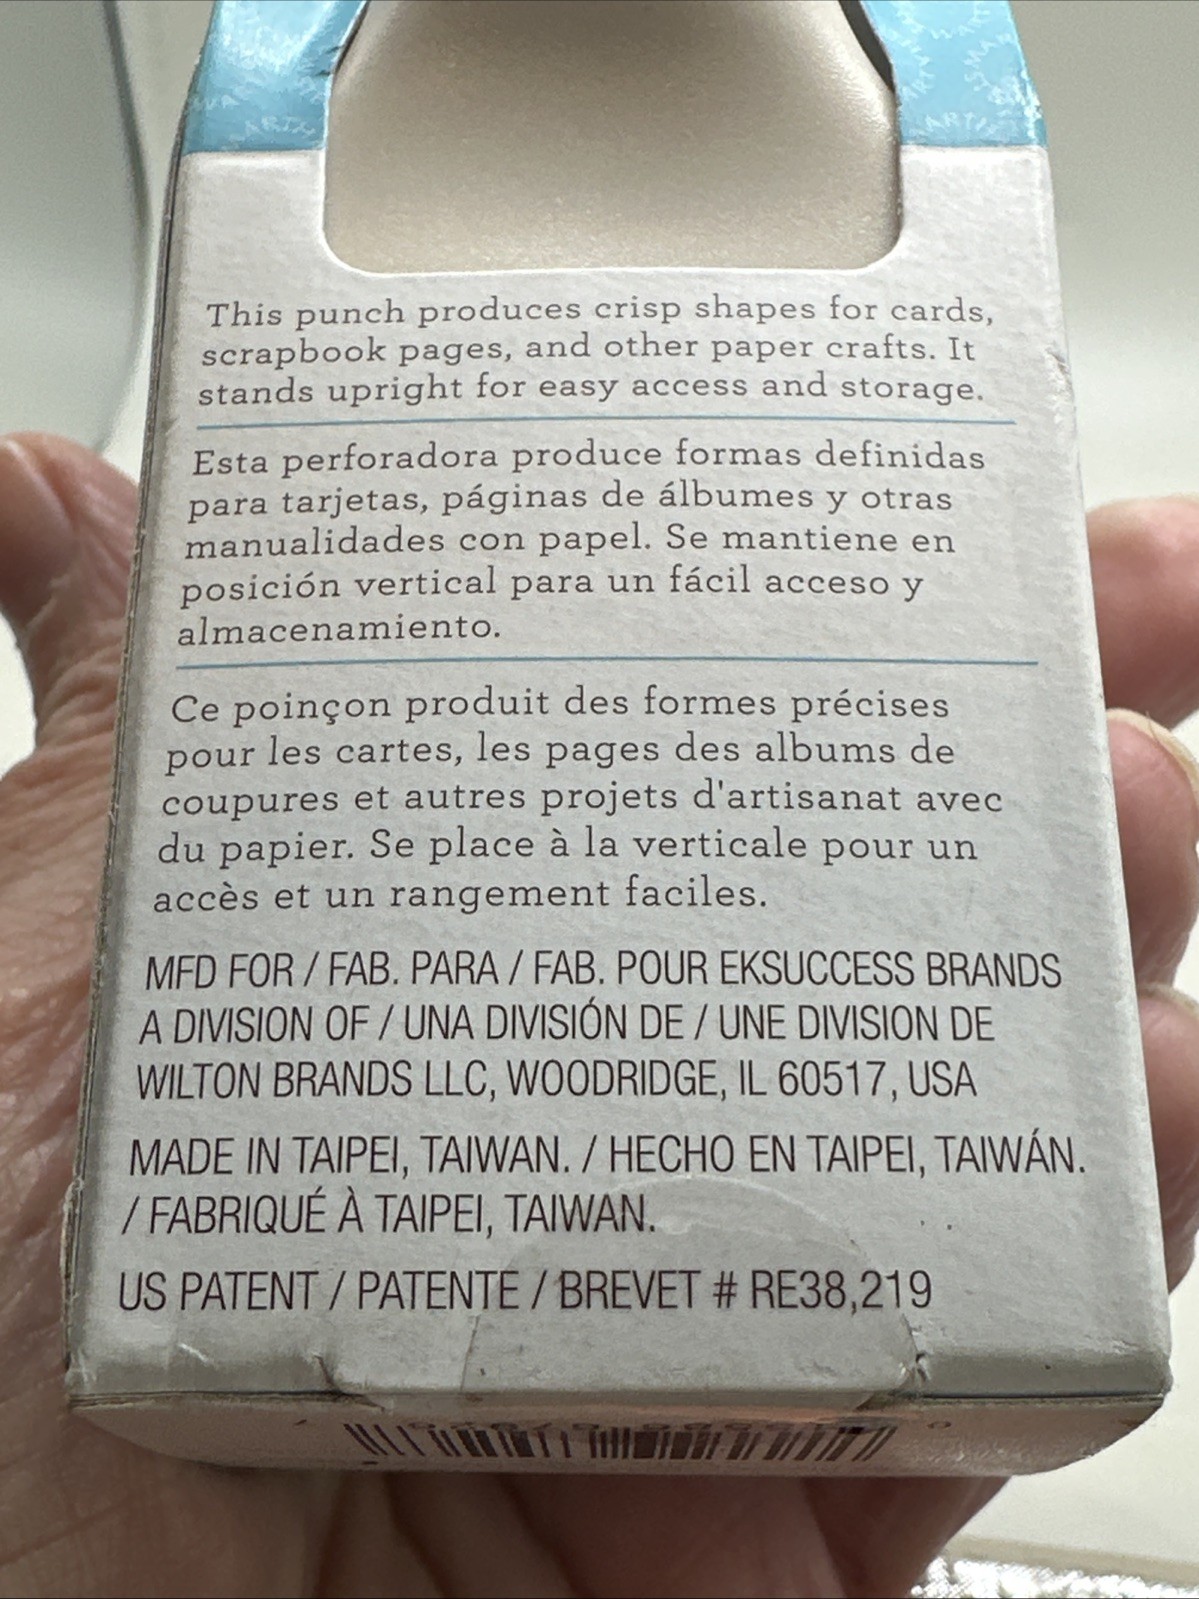 This punch produces crisp shapes for cards,
scrapbook pages, and other paper crafts. It
stands upright for easy access and storage.
Esta perforadora produce formas definidas
para tarjetas, páginas de álbumes y otras
manualidades con papel. Se mantiene en
posición vertical para un fácil acceso y
almacenamiento.
Ce poinçon produit des formes précises
pour les cartes, les pages des albums de
coupures et autres projets d'artisanat avec
du papier. Se place à la verticale pour un
accès et un rangement faciles.
MFD FOR / FAB. PARA / FAB. POUR EKSUCCESS BRANDS
A DIVISION OF / UNA DIVISIÓN DE / UNE DIVISION DE
WILTON BRANDS LLC, WOODRIDGE, IL 60517, USA
MADE IN TAIPEI, TAIWAN. / HECHO EN TAIPEI, TAIWÁN.
/ FABRIQUÉ À TAIPEI, TAIWAN.
US PATENT / PATENTE / BREVET # RE38,219